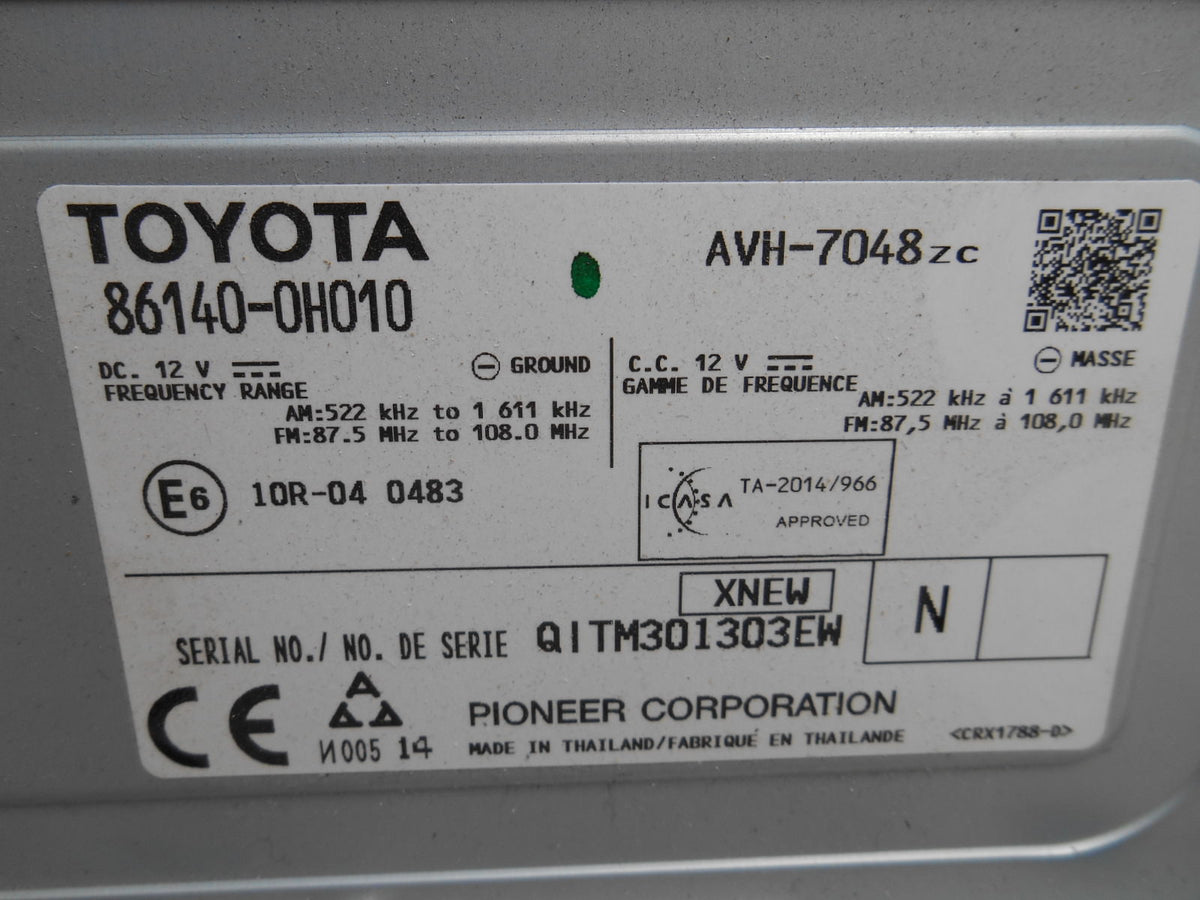 TOYOTA
86140-0H010
AVH-7048zc
DC. 12 V
GROUND
FREQUENCY RANGE
AM:522 kHz to 1 611 kHz
FM:87.5 MHz to 108.0 MHz
C.C. 12 V
MASSE
GAMME DE FREQUENCE
AM:522 kHz à 1 611 kHz
FM:87,5 MHz à 108,0 MHz
E6 10R-04 0483
ICASA TA-2014/966
APPROVED
XNEW
N
SERIAL NO./ NO. DE SERIE QITM301303EW
CE
И005 14
PIONEER CORPORATION
MADE IN THAILAND/FABRIQUÉ EN THAILANDE
<CRX1788-D>